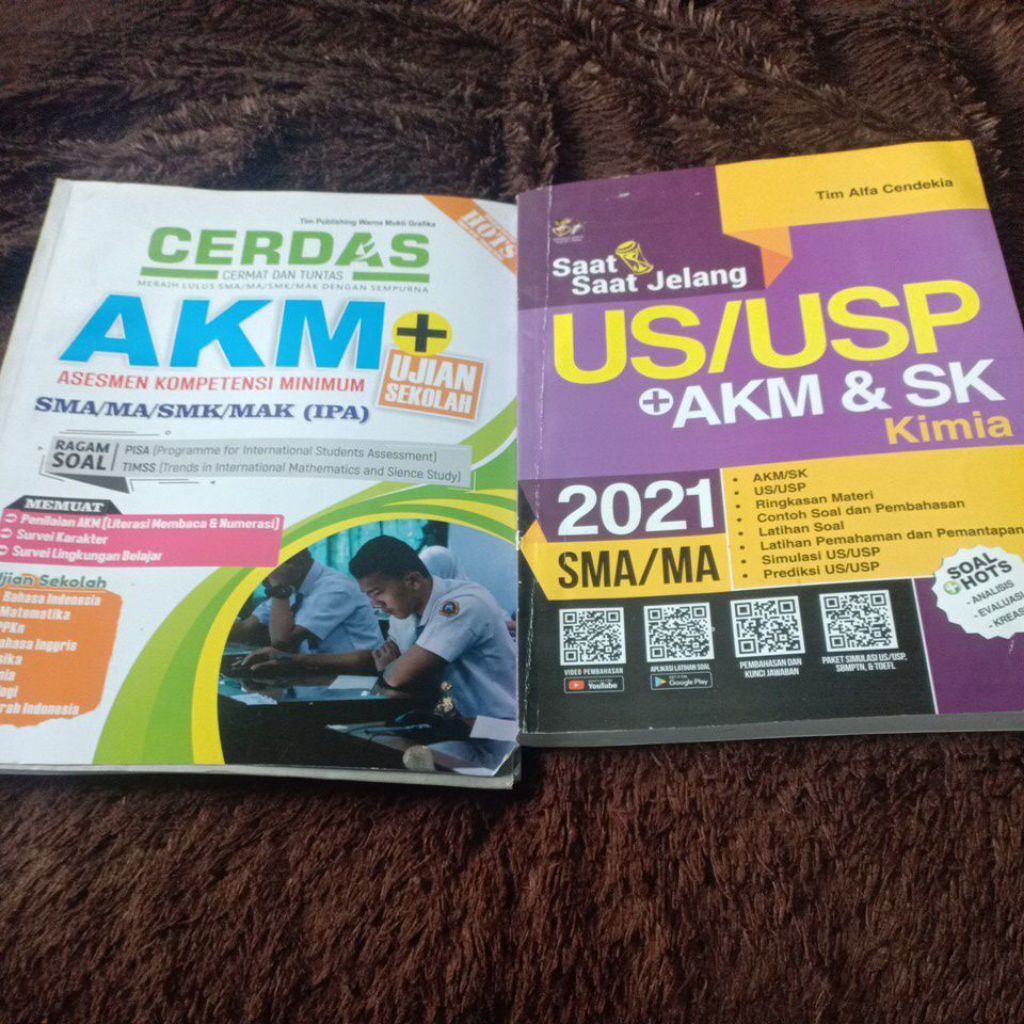 Tim Publishing Warna Mukti Grafika
HOTS
CERDAS
CERMAT DAN TUNTAS
MERAIH LULUS SMA/MA/SMK/MAK DENGAN SEMPURNA
AKM+
UJIAN
SEKOLAH
ASESMEN KOMPETENSI MINIMUM
SMA/MA/SMK/MAK (IPA)
RAGAM
SOAL
PISA (Programme for International Students Assessment)
TIMSS (Trends in International Mathematics and Sience Study)
MEMUAT
Penilaian AKM (Literasi Membaca & Numerasi)
Survei Karakter
Survei Lingkungan Belajar
Ujian Sekolah
Bahasa Indonesia
Matematika
PPKn
Bahasa Inggris
Tim Alfa Cendekia
Saat
Saat Jelang
US/USP
+AKM & SK
Kimia
2021
SMA/MA
• AKM/SK
• US/USP
• Ringkasan Materi
• Contoh Soal dan Pembahasan
• Latihan Soal
• Latihan Pemahaman dan Pemantapan
• Simulasi US/USP
• Prediksi US/USP
SOAL
HOTS
- ANALISIS
- EVALUASI
- KREASI
VIDEO PEMBAHASAN
YouTube
APLIKASI LATIHAN SOAL
Google Play
PEMBAHASAN DAN
KUNCI JAWABAN
PAKET SIMULASI US/USP,
SBMPTN, & TOEFL